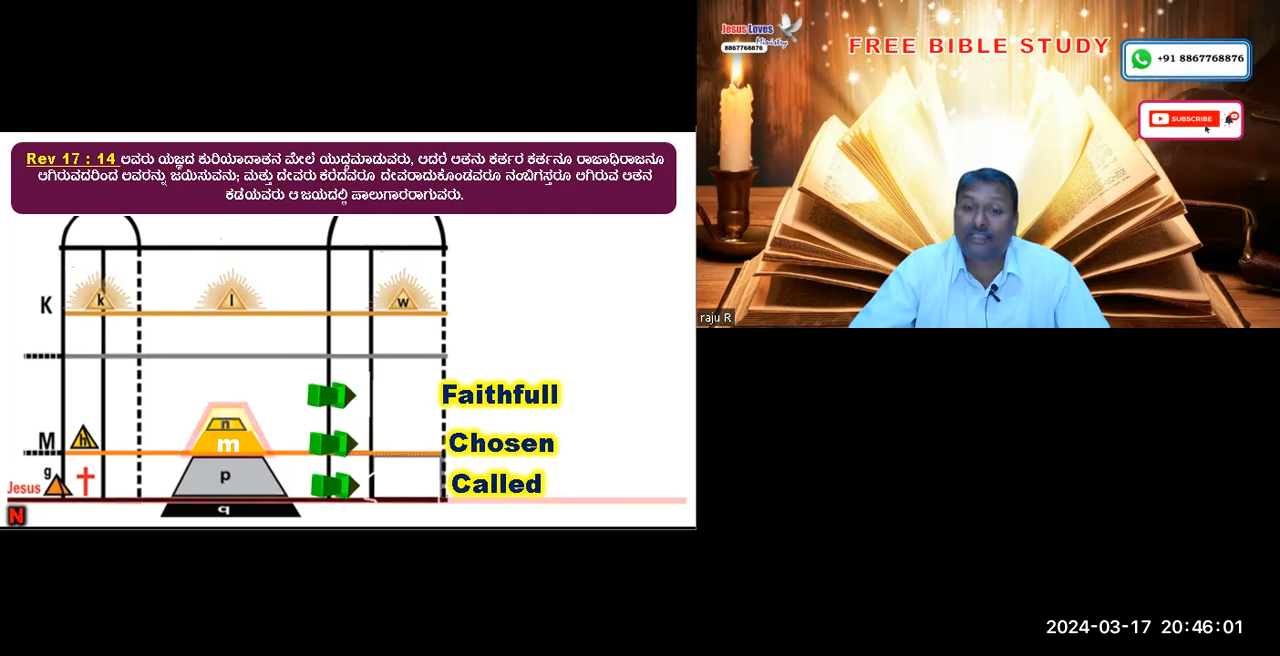 Rev 17 : 14 ಅವರು ಯಜ್ಞದ ಕುರಿಯಾದಾತನ ಮೇಲೆ ಯುದ್ಧಮಾಡುವರು, ಆದರೆ ಆತನು ಕರ್ತರ ಕರ್ತನೂ ರಾಜಾಧಿರಾಜನೂ
ಆಗಿರುವದರಿಂದ ಅವರನ್ನು ಜಯಿಸುವನು; ಮತ್ತು ದೇವರು ಕರೆದವರೂ ದೇವರಾದುಕೊಂಡವರೂ ನಂಬಿಗಸ್ತರೂ ಆಗಿರುವ ಆತನ
ಕಡೆಯವರು ಆ ಜಯದಲ್ಲಿ ಪಾಲುಗಾರರಾಗುವರು.
K
k
l
w
Faithfull
n
M
h
m
Chosen
g
p
Called
Jesus
q
N
Jesus Loves
Ministry
8867768876
FREE BIBLE STUDY
+91 8867768876
SUBSCRIBE
raju R
2024-03-17 20:46:01